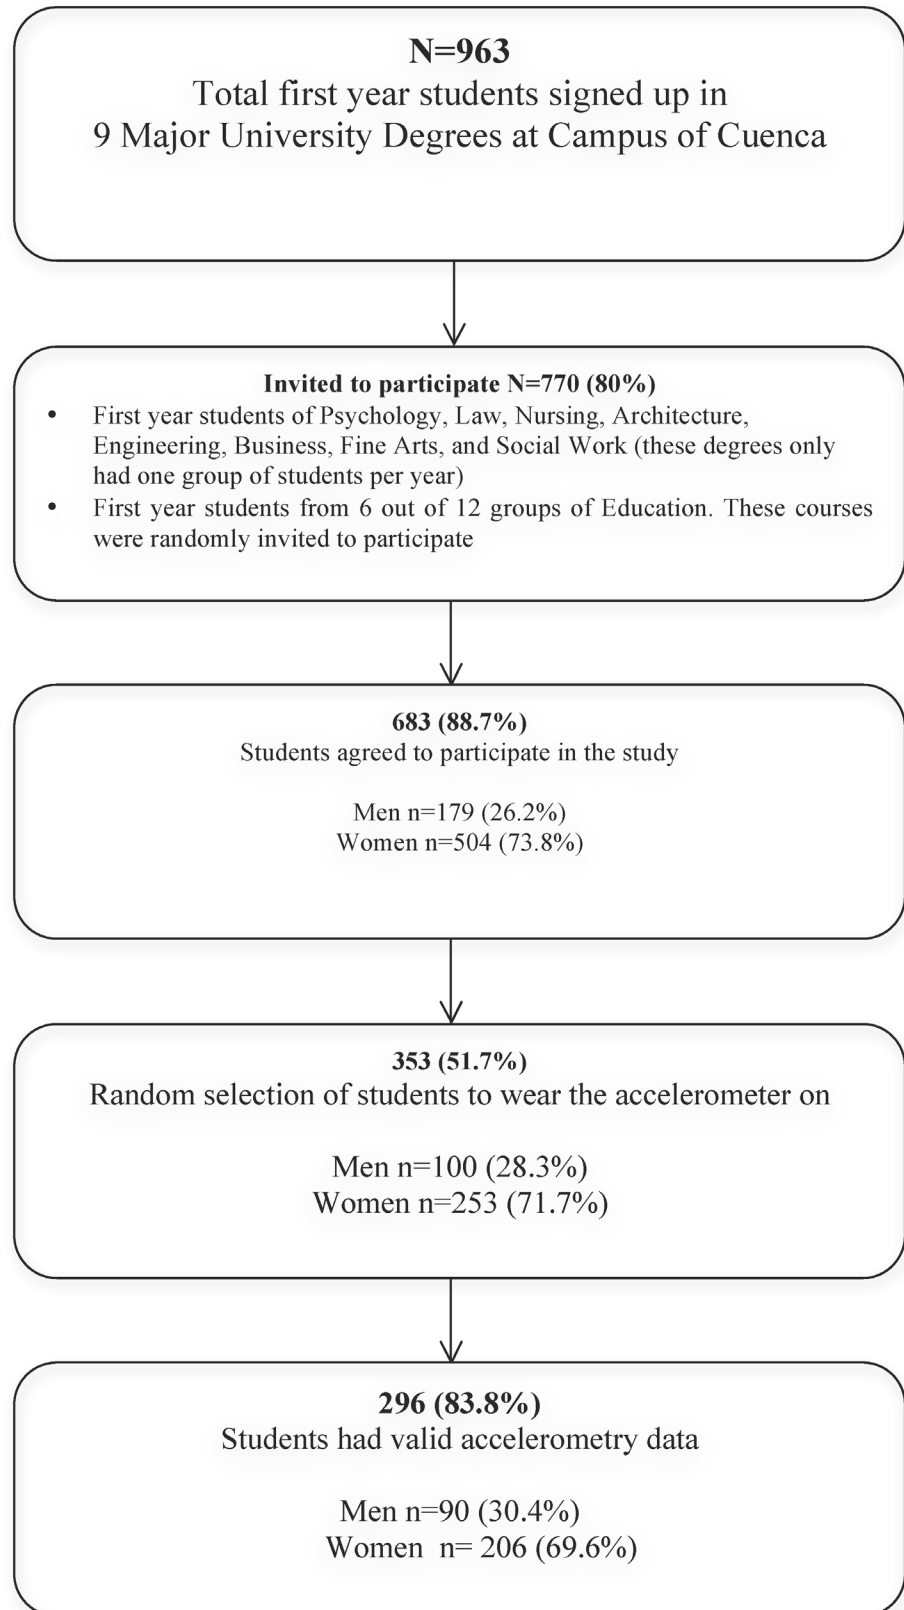 N=963
Total first year students signed up in
9 Major University Degrees at Campus of Cuenca
Invited to participate N=770 (80%)
• First year students of Psychology, Law, Nursing, Architecture,
Engineering, Business, Fine Arts, and Social Work (these degrees only
had one group of students per year)
• First year students from 6 out of 12 groups of Education. These courses
were randomly invited to participate
683 (88.7%)
Students agreed to participate in the study
Men n=179 (26.2%)
Women n=504 (73.8%)
353 (51.7%)
Random selection of students to wear the accelerometer on
Men n=100 (28.3%)
Women n=253 (71.7%)
296 (83.8%)
Students had valid accelerometry data
Men n=90 (30.4%)
Women n= 206 (69.6%)